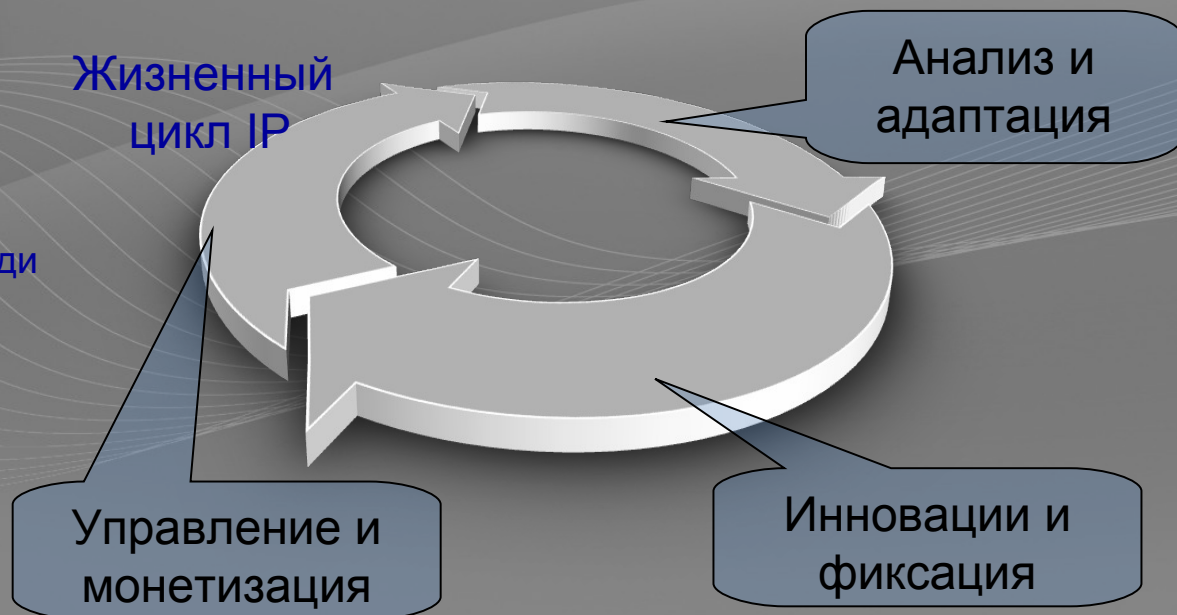 Жизненный
цикл IP
Анализ и
адаптация
Управление и
монетизация
Инновации и
фиксация